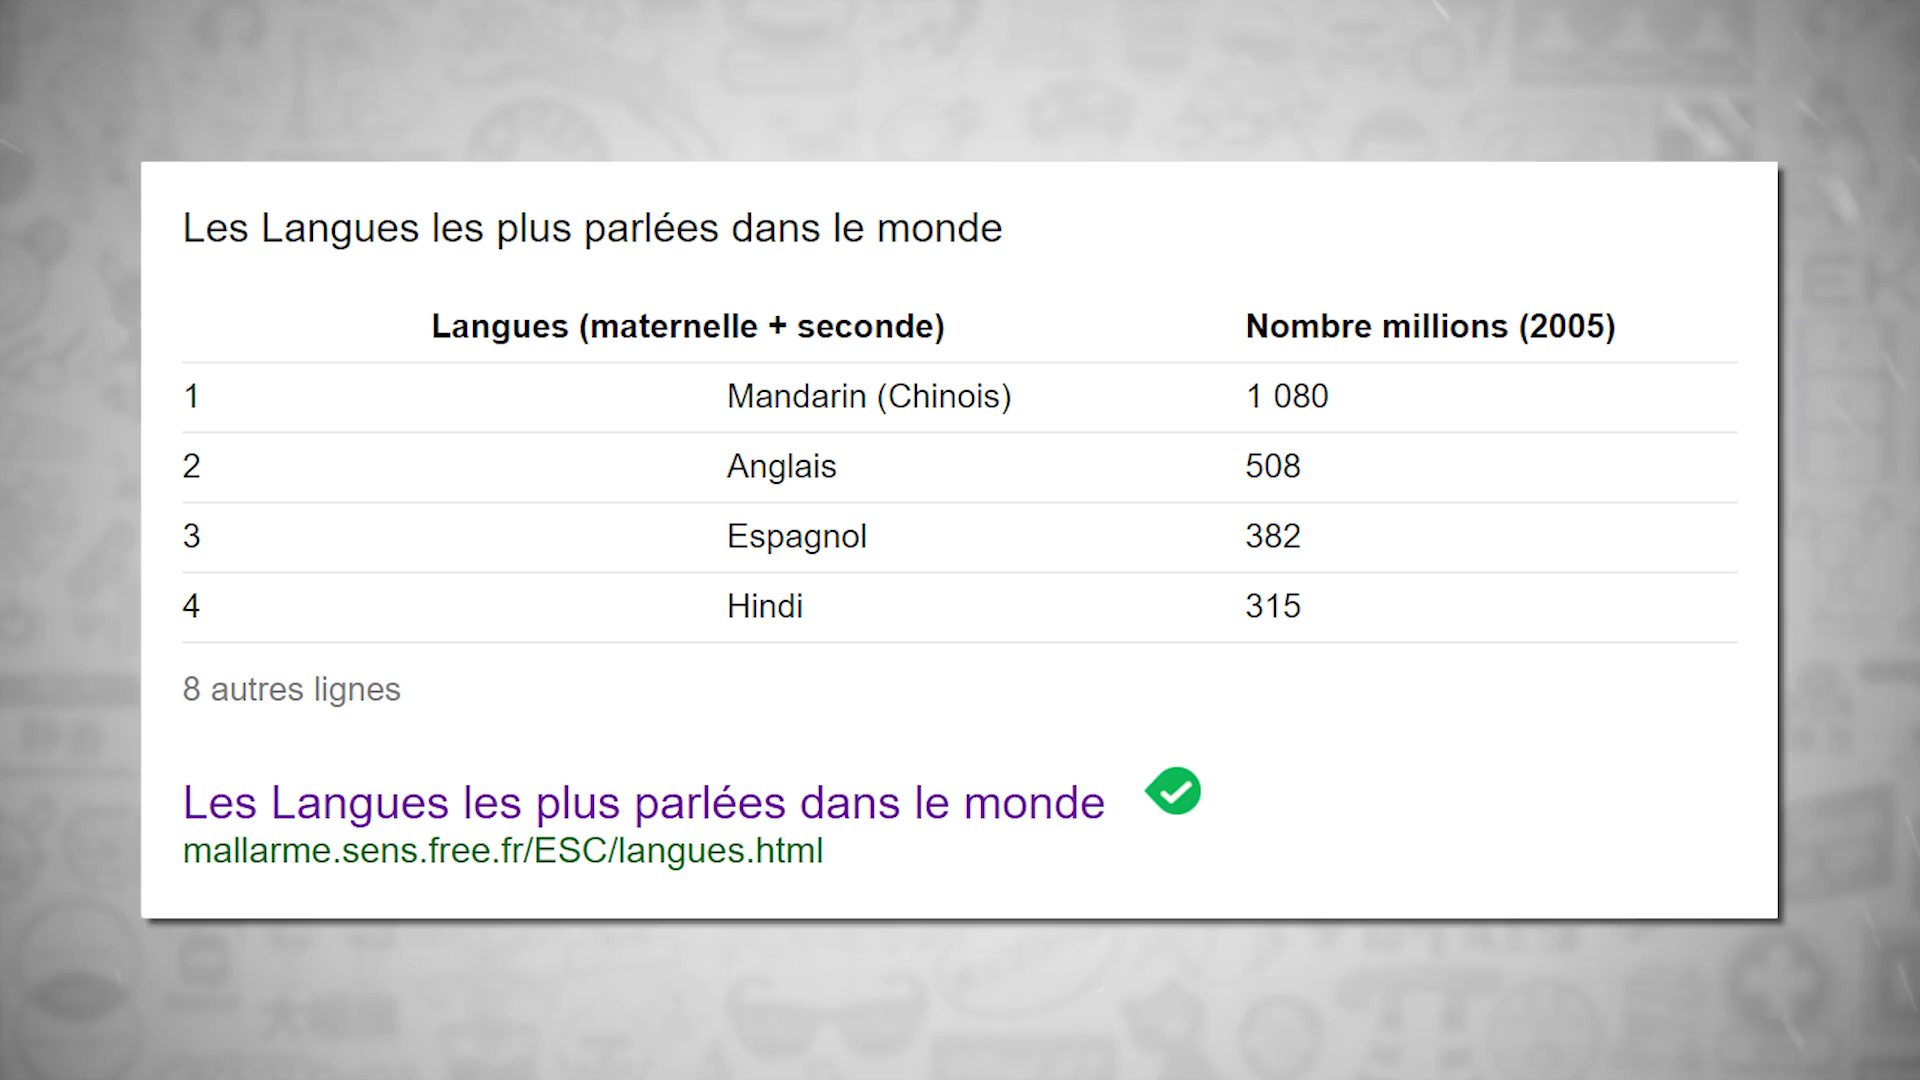 Les Langues les plus parlées dans le monde
Langues (maternelle + seconde) Nombre millions (2005)
1 Mandarin (Chinois) 1 080
2 Anglais 508
3 Espagnol 382
4 Hindi 315
8 autres lignes
Les Langues les plus parlées dans le monde
mallarme.sens.free.fr/ESC/langues.html